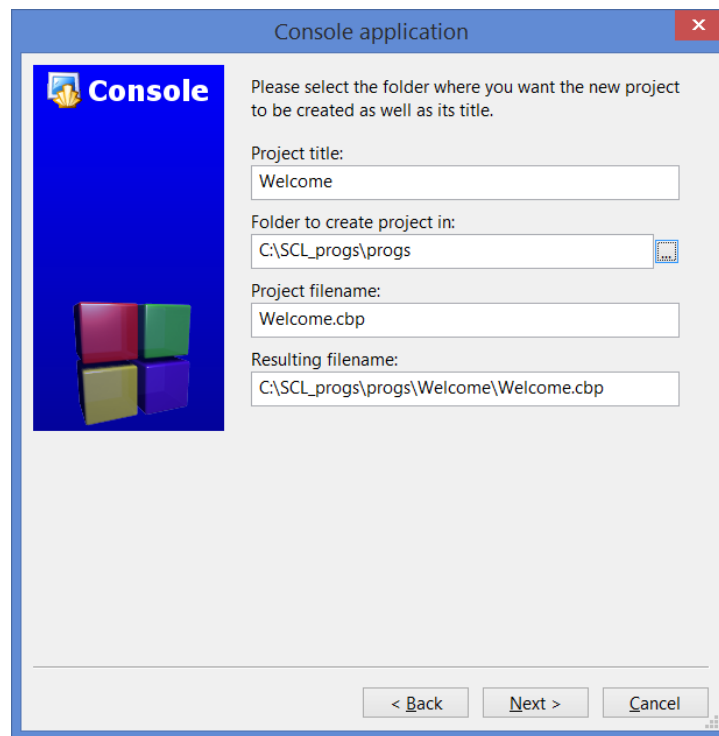 Console application
Console
Please select the folder where you want the new project
to be created as well as its title.
Project title:
Welcome
Folder to create project in:
C:\SCL_progs\progs
...
Project filename:
Welcome.cbp
Resulting filename:
C:\SCL_progs\progs\Welcome\Welcome.cbp
< Back
Next >
Cancel